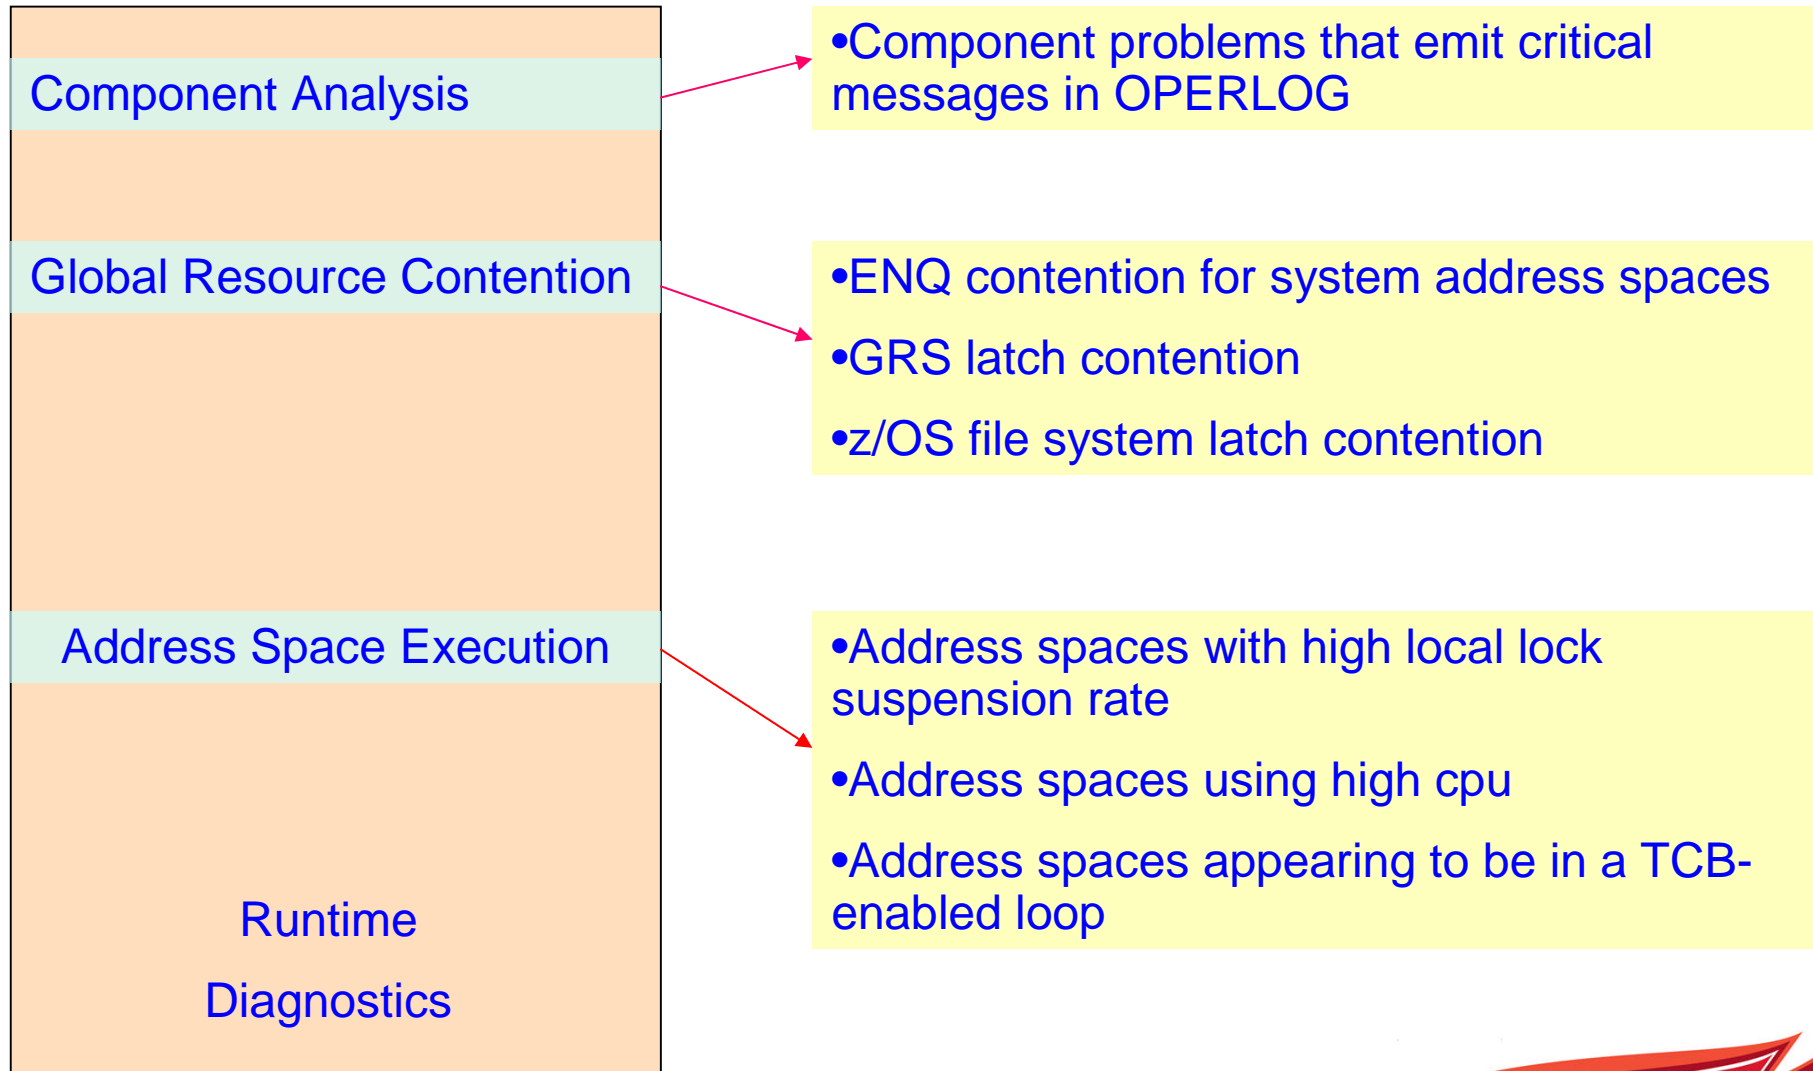 Component Analysis
•Component problems that emit critical
messages in OPERLOG
Global Resource Contention
•ENQ contention for system address spaces
•GRS latch contention
•z/OS file system latch contention
Address Space Execution
•Address spaces with high local lock
suspension rate
•Address spaces using high cpu
•Address spaces appearing to be in a TCB-
enabled loop
Runtime
Diagnostics